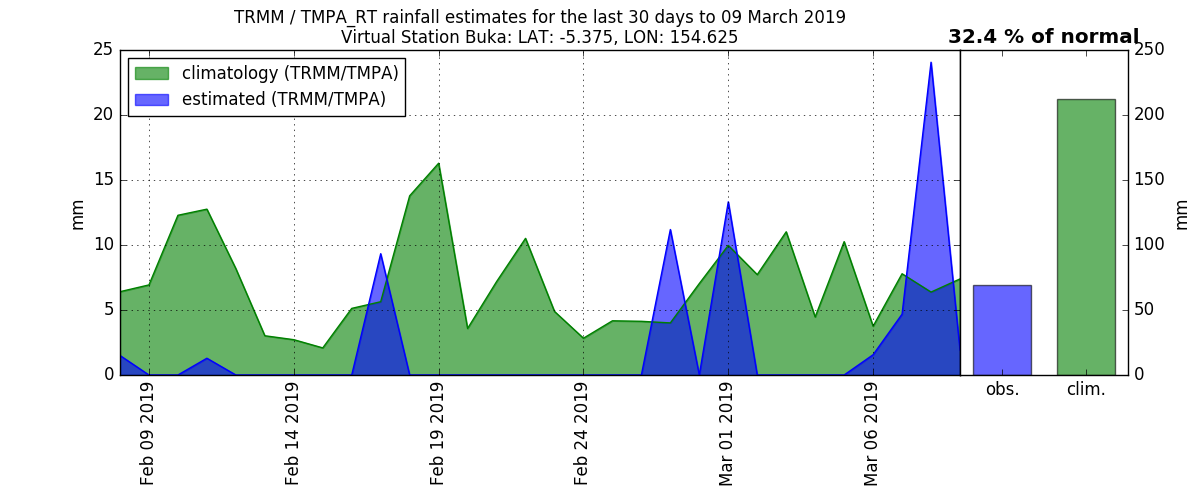 TRMM / TMPA_RT rainfall estimates for the last 30 days to 09 March 2019
Virtual Station Buka: LAT: -5.375, LON: 154.625
32.4 % of normal
climatology (TRMM/TMPA)
estimated (TRMM/TMPA)
25
20
15
10
5
0
mm
250
200
150
100
50
0
mm
Feb 09 2019
Feb 14 2019
Feb 19 2019
Feb 24 2019
Mar 01 2019
Mar 06 2019
obs.
clim.